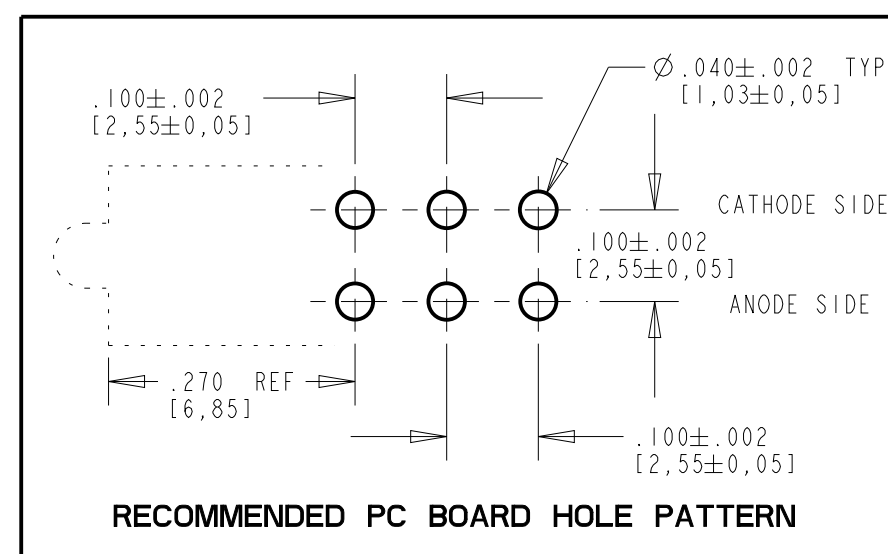 Ø .040±.002 TYP
[1,03±0,05]
.100±.002
[2,55±0,05]
CATHODE SIDE
.100±.002
[2,55±0,05]
ANODE SIDE
.270 REF
[6,85]
.100±.002
[2,55±0,05]
RECOMMENDED PC BOARD HOLE PATTERN